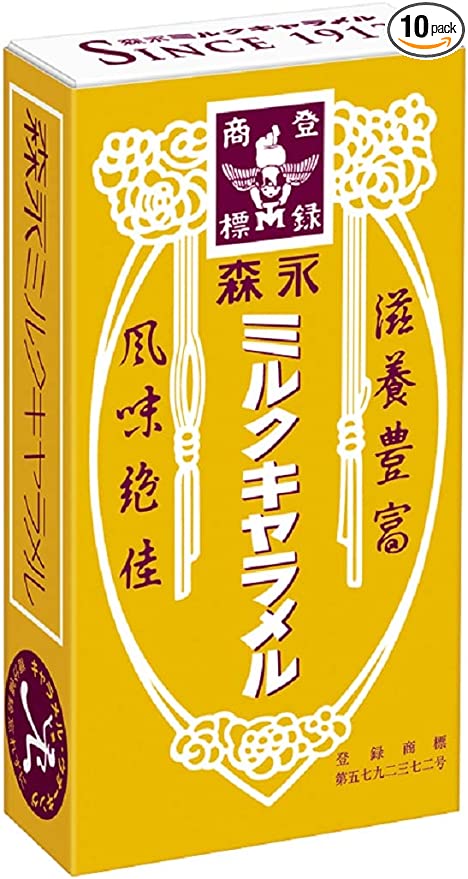 10 pack
森永ミルクキャラメル
SINCE 191
登録
商標
森永
滋養豊富
ミルクキャラメル
風味絶佳
登録商標
第五七九二三七二号
森永ミルクキャラメル